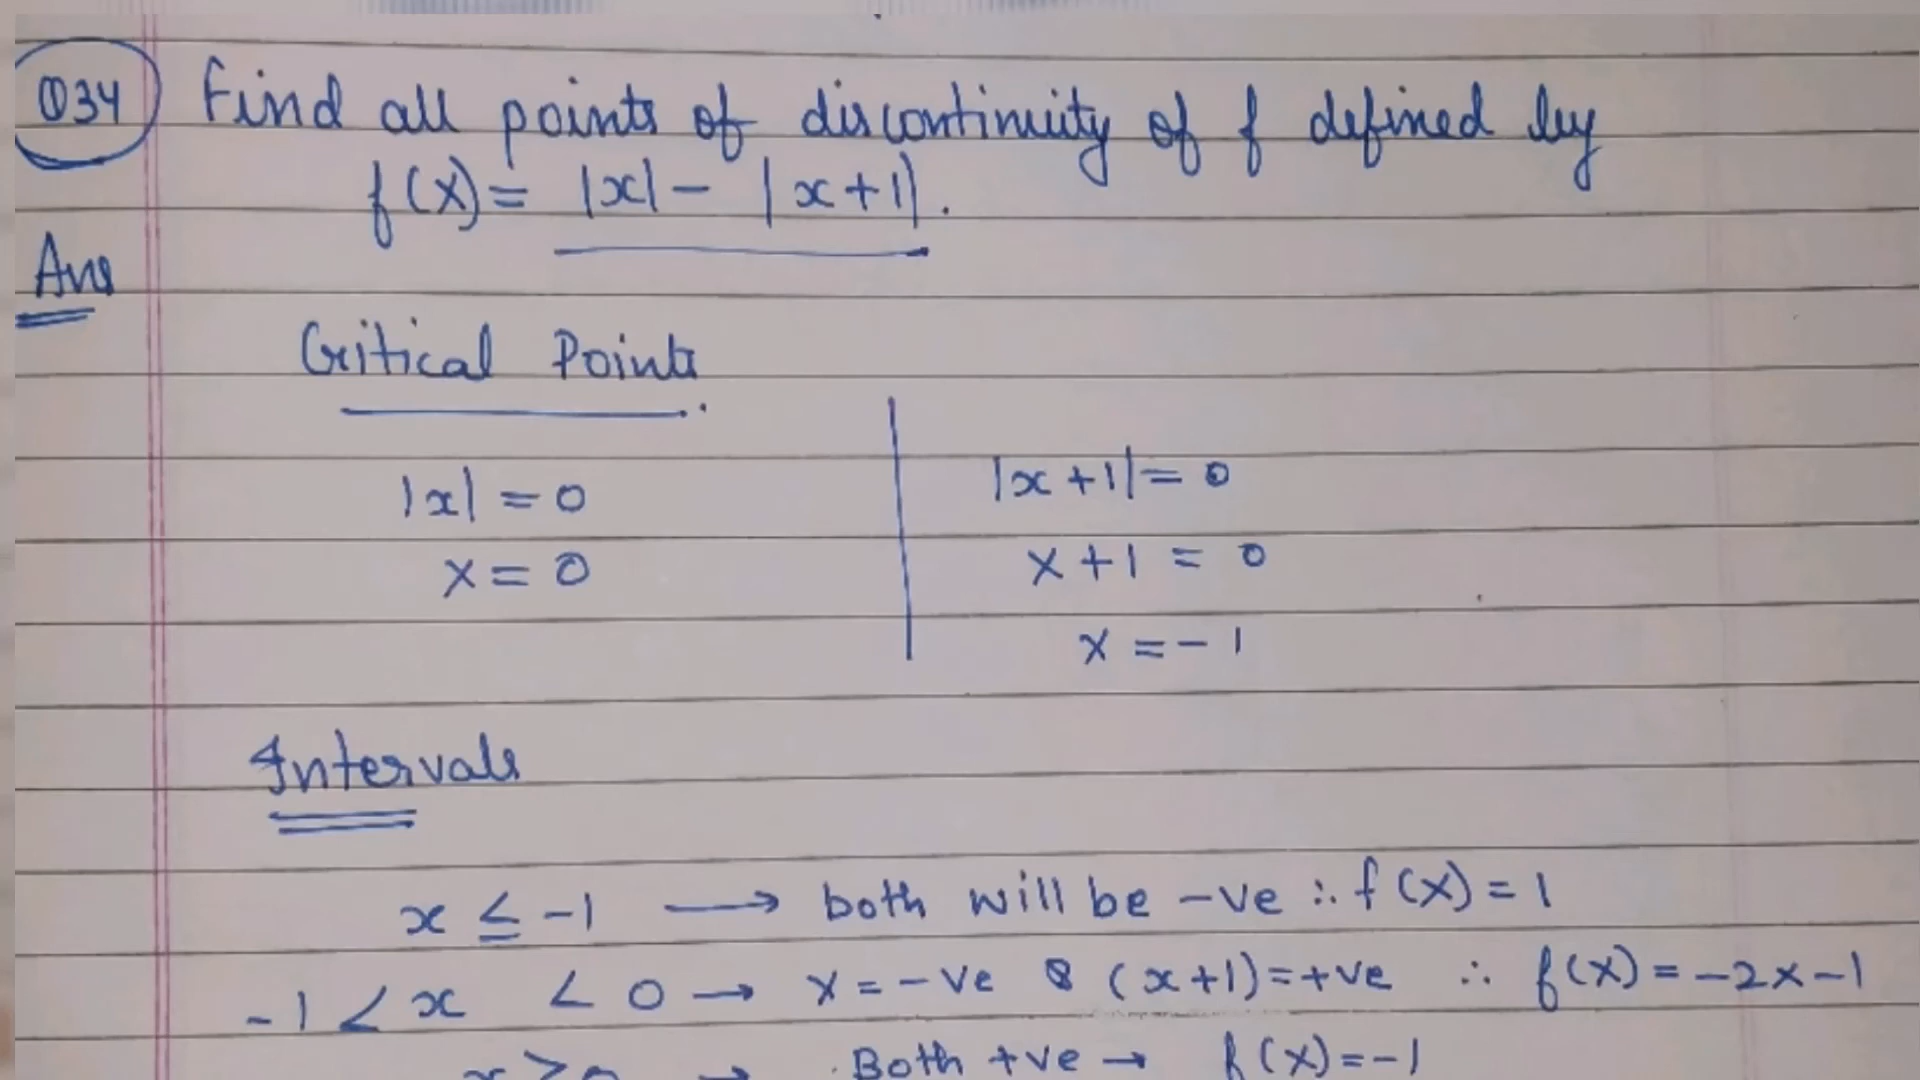 Q34 Find all points of discontinuity of f defined by
f(x) = |x| - |x+1|.
Ans
Critical Points
|x| = 0
x = 0
|x+1| = 0
x+1 = 0
x = -1
Intervals
x ≤ -1 → both will be -ve ∴ f(x) = 1
-1 < x < 0 → x = -ve & (x+1) = +ve ∴ f(x) = -2x-1
x ≥ 0 → Both +ve → f(x) = -1